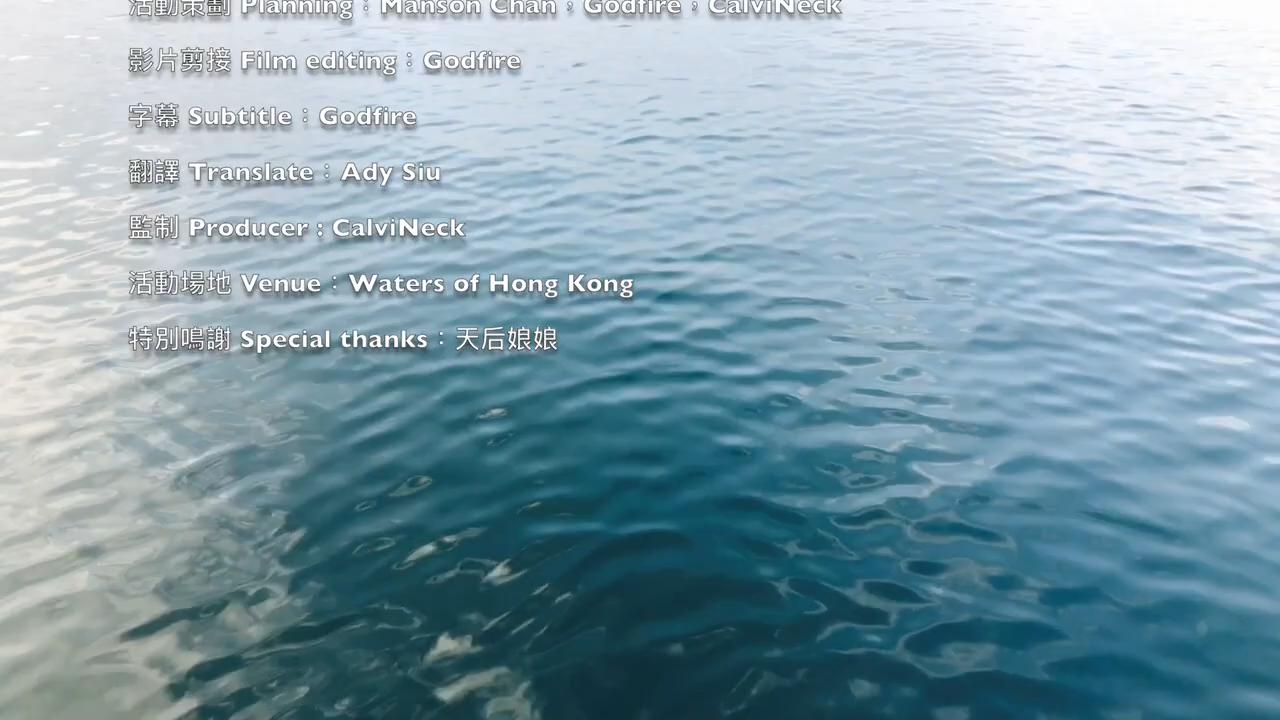 活動策劃 Planning：Manson Chan，Godfire，CalviNeck
影片剪接 Film editing：Godfire
字幕 Subtitle：Godfire
翻譯 Translate：Ady Siu
監制 Producer : CalviNeck
活動場地 Venue：Waters of Hong Kong
特別鳴謝 Special thanks：天后娘娘